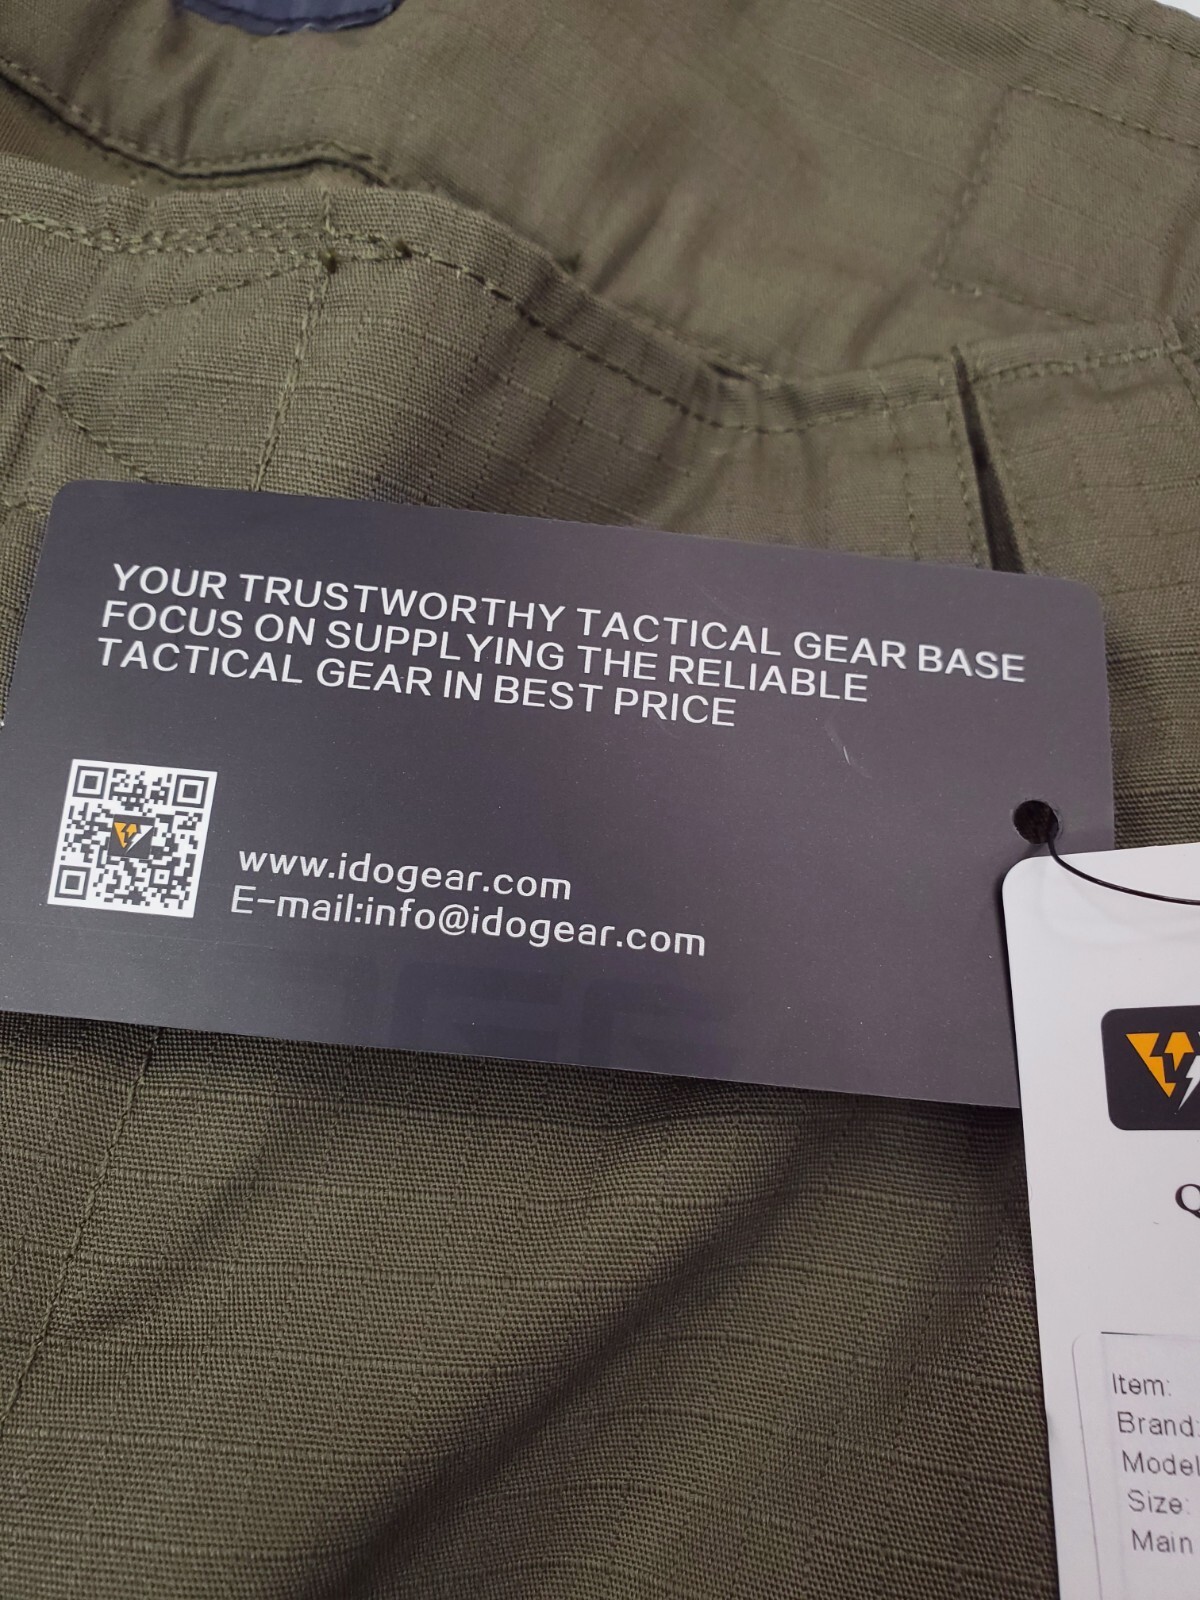 YOUR TRUSTWORTHY TACTICAL GEAR BASE
FOCUS ON SUPPLYING THE RELIABLE
TACTICAL GEAR IN BEST PRICE
www.idogear.com
E-mail:info@idogear.com
Q
Item:
Brand:
Model
Size:
Main